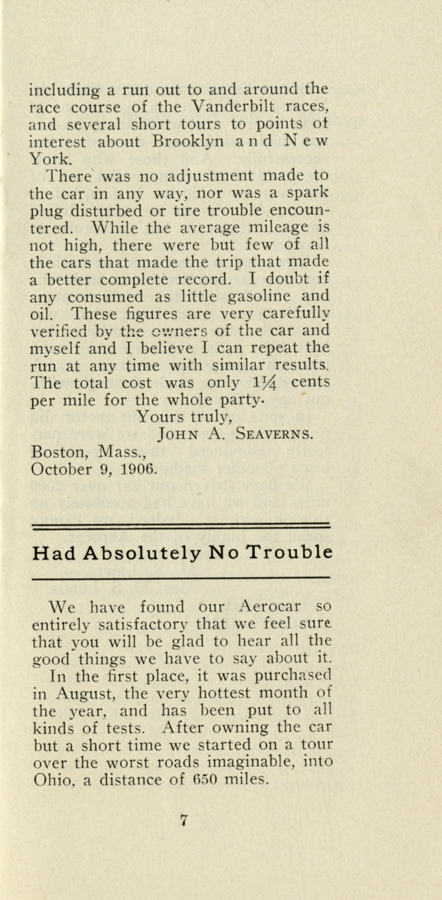 including a run out to and around the
race course of the Vanderbilt races,
and several short tours to points of
interest about Brooklyn and New
York.
There was no adjustment made to
the car in any way, nor was a spark
plug disturbed or tire trouble encoun-
tered. While the average mileage is
not high, there were but few of all
the cars that made the trip that made
a better complete record. I doubt if
any consumed as little gasoline and
oil. These figures are very carefully
verified by the owners of the car and
myself and I believe I can repeat the
run at any time with similar results.
The total cost was only 1¼ cents
per mile for the whole party.
Yours truly,
JOHN A. SEAVERNS.
Boston, Mass.,
October 9, 1906.
Had Absolutely No Trouble
We have found our Aerocar so
entirely satisfactory that we feel sure
that you will be glad to hear all the
good things we have to say about it.
In the first place, it was purchased
in August, the very hottest month of
the year, and has been put to all
kinds of tests. After owning the car
but a short time we started on a tour
over the worst roads imaginable, into
Ohio, a distance of 650 miles.
7